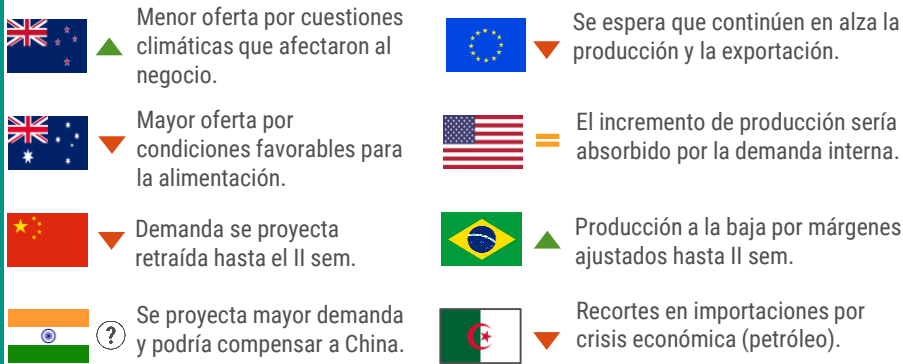 Menor oferta por cuestiones
climáticas que afectaron al
negocio.
Mayor oferta por
condiciones favorables para
la alimentación.
Demanda se proyecta
retraída hasta el II sem.
?
Se proyecta mayor demanda
y podría compensar a China.
Se espera que continúen en alza la
producción y la exportación.
=
El incremento de producción sería
absorbido por la demanda interna.
Producción a la baja por márgenes
ajustados hasta II sem.
Recortes en importaciones por
crisis económica (petróleo).